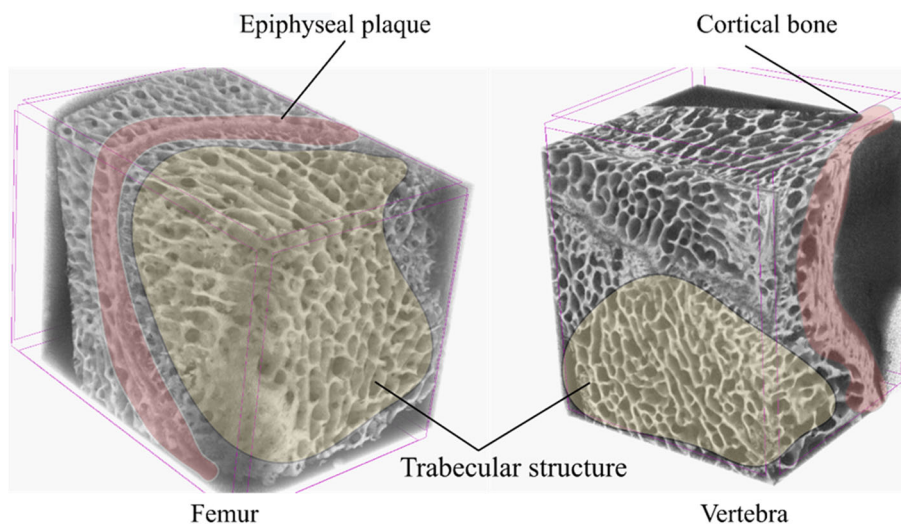 Epiphyseal plaque
Cortical bone
Trabecular structure
Femur
Vertebra